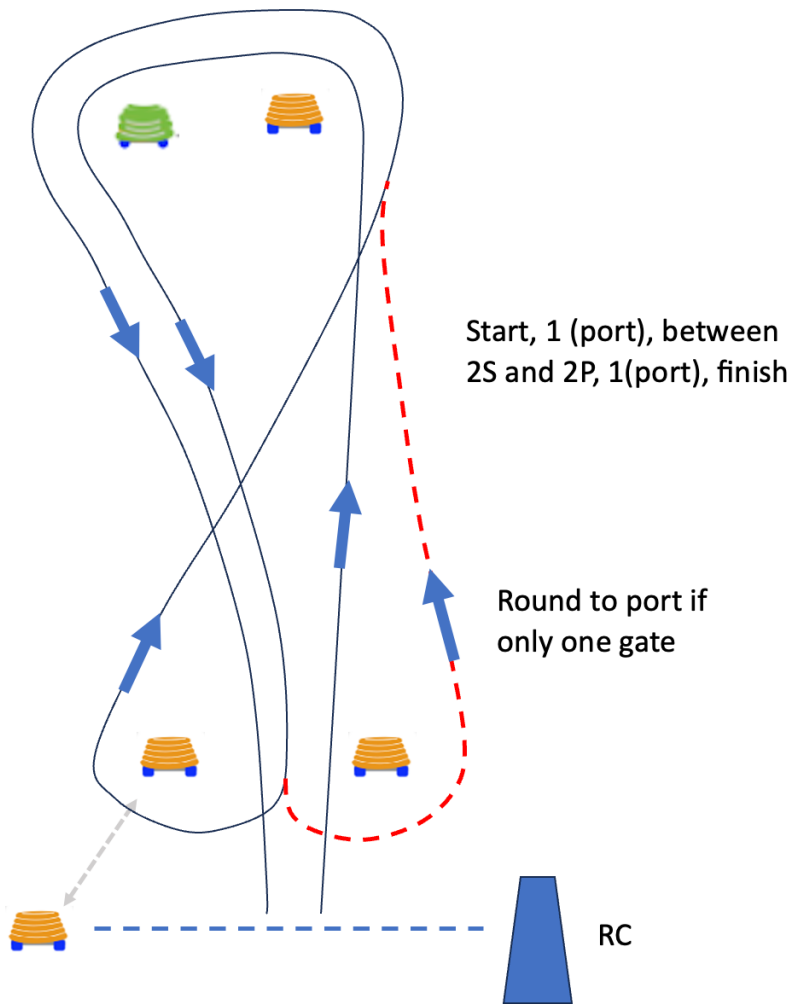 Start, 1 (port), between
2S and 2P, 1(port), finish
Round to port if
only one gate
RC